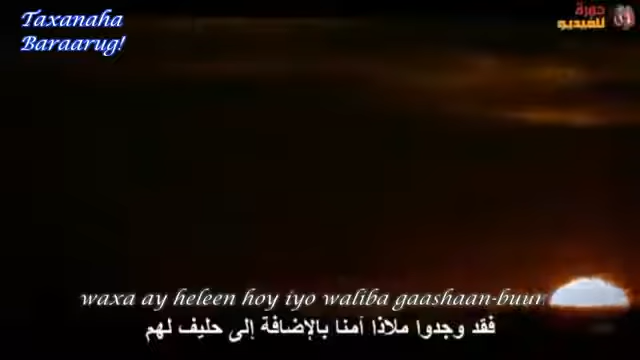 Taxanaha
Baraarug!
حمزة
للفيديو
waxa ay heleen hoy iyo waliba gaashaan-buur
فقد وجدوا ملاذا آمنا بالإضافة إلى حليف لهم